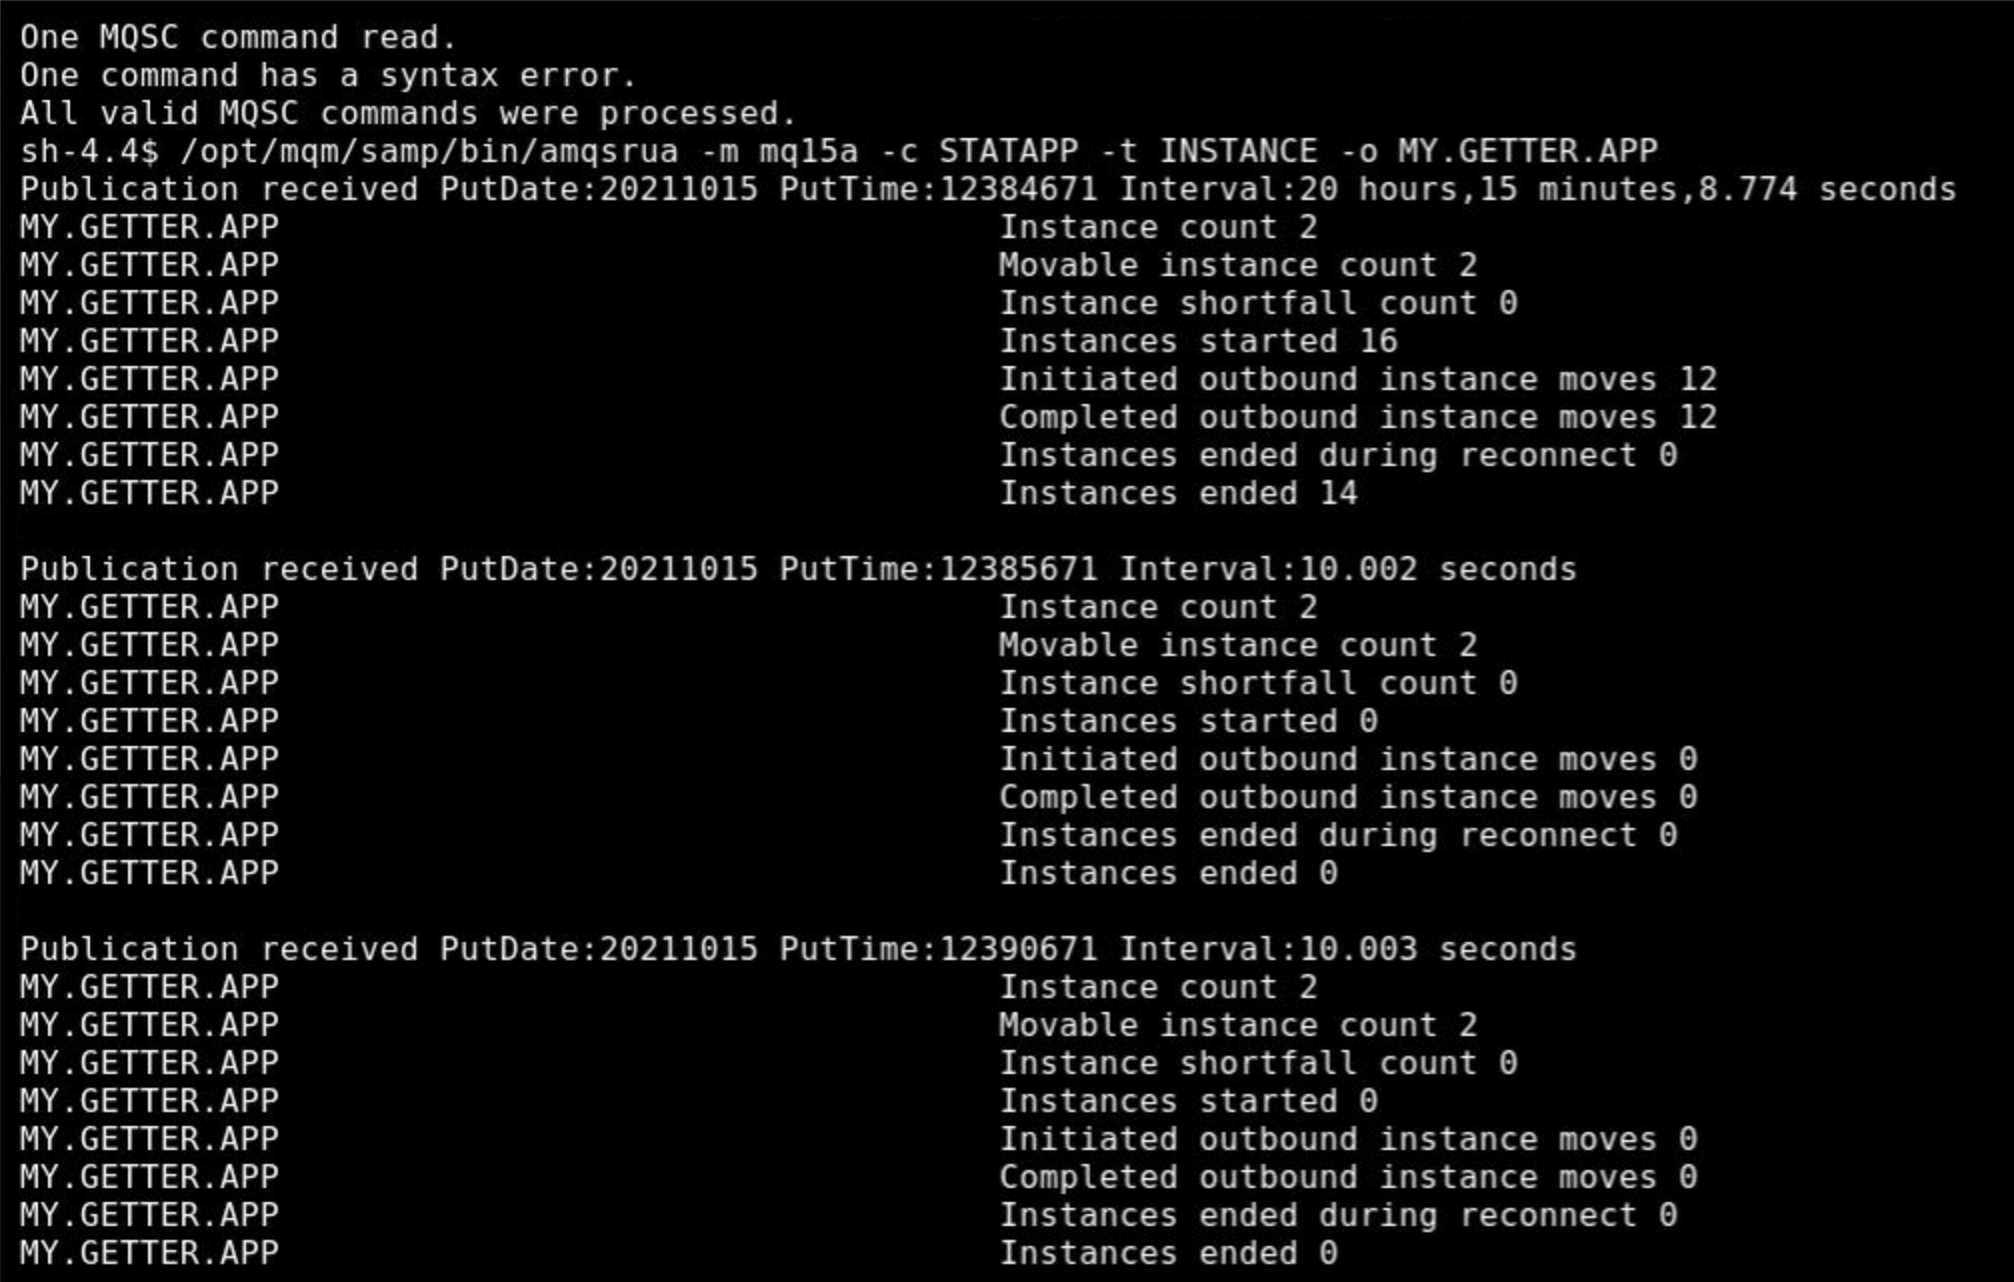 One MQSC command read.
One command has a syntax error.
All valid MQSC commands were processed.
sh-4.4$ /opt/mqm/samp/bin/amqsrua -m mq15a -c STATAPP -t INSTANCE -o MY.GETTER.APP
Publication received PutDate:20211015 PutTime:12384671 Interval:20 hours,15 minutes,8.774 seconds
MY.GETTER.APP Instance count 2
MY.GETTER.APP Movable instance count 2
MY.GETTER.APP Instance shortfall count 0
MY.GETTER.APP Instances started 16
MY.GETTER.APP Initiated outbound instance moves 12
MY.GETTER.APP Completed outbound instance moves 12
MY.GETTER.APP Instances ended during reconnect 0
MY.GETTER.APP Instances ended 14
Publication received PutDate:20211015 PutTime:12385671 Interval:10.002 seconds
MY.GETTER.APP Instance count 2
MY.GETTER.APP Movable instance count 2
MY.GETTER.APP Instance shortfall count 0
MY.GETTER.APP Instances started 0
MY.GETTER.APP Initiated outbound instance moves 0
MY.GETTER.APP Completed outbound instance moves 0
MY.GETTER.APP Instances ended during reconnect 0
MY.GETTER.APP Instances ended 0
Publication received PutDate:20211015 PutTime:12390671 Interval:10.003 seconds
MY.GETTER.APP Instance count 2
MY.GETTER.APP Movable instance count 2
MY.GETTER.APP Instance shortfall count 0
MY.GETTER.APP Instances started 0
MY.GETTER.APP Initiated outbound instance moves 0
MY.GETTER.APP Completed outbound instance moves 0
MY.GETTER.APP Instances ended during reconnect 0
MY.GETTER.APP Instances ended 0